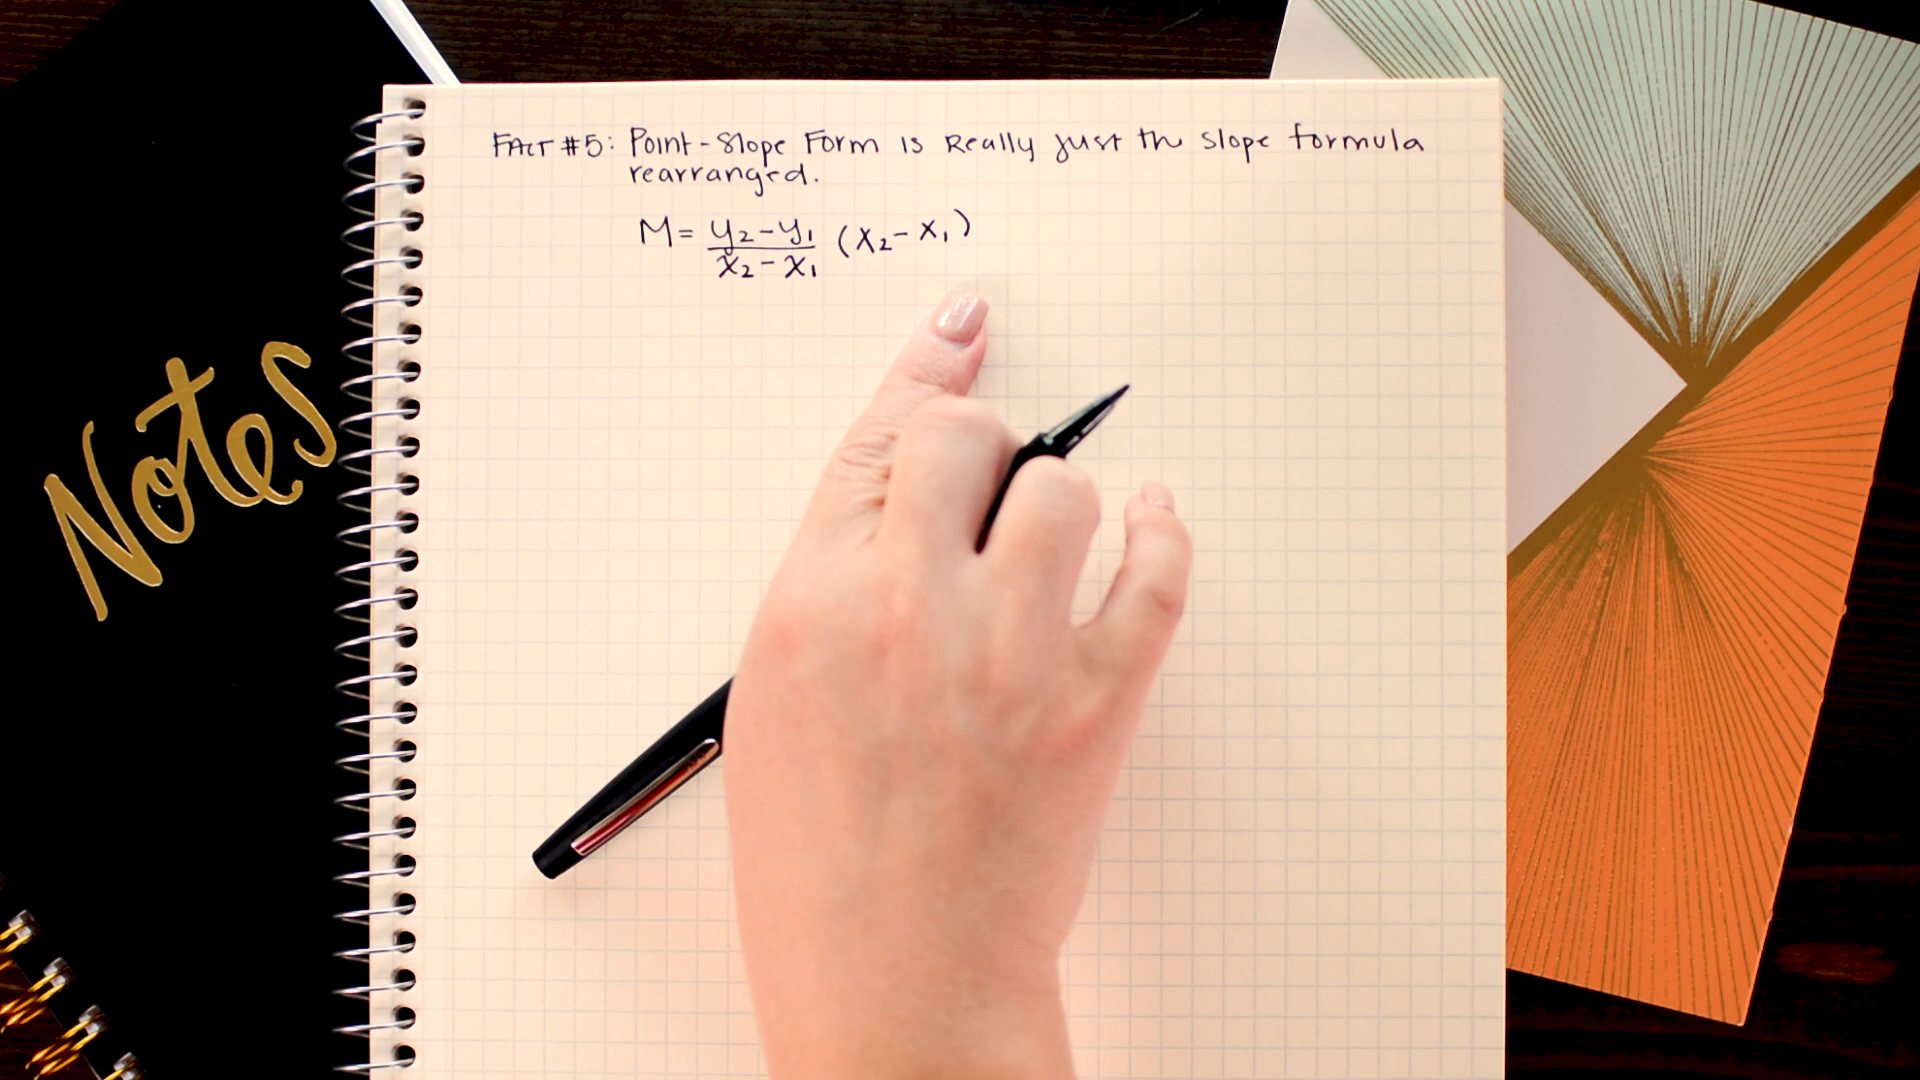 Notes
FACT #5: Point-Slope Form is Really just the slope formula
rearranged.
M = y₂-y₁ (x₂-x₁)
x₂-x₁